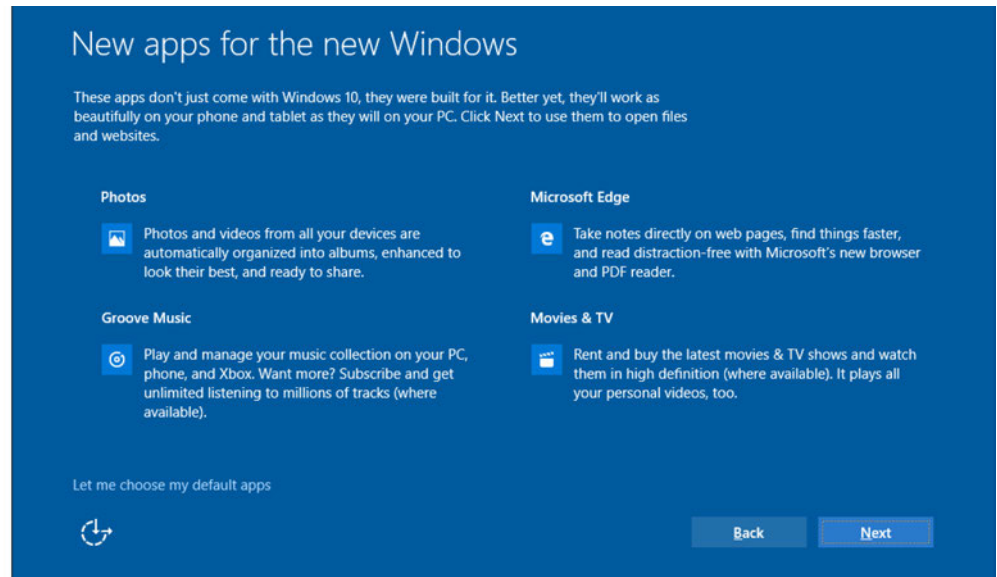 New apps for the new Windows
These apps don't just come with Windows 10, they were built for it. Better yet, they'll work as
beautifully on your phone and tablet as they will on your PC. Click Next to use them to open files
and websites.
Photos
Photos and videos from all your devices are
automatically organized into albums, enhanced to
look their best, and ready to share.
Microsoft Edge
Take notes directly on web pages, find things faster,
and read distraction-free with Microsoft's new browser
and PDF reader.
Groove Music
Play and manage your music collection on your PC,
phone, and Xbox. Want more? Subscribe and get
unlimited listening to millions of tracks (where
available).
Movies & TV
Rent and buy the latest movies & TV shows and watch
them in high definition (where available). It plays all
your personal videos, too.
Let me choose my default apps
Back
Next